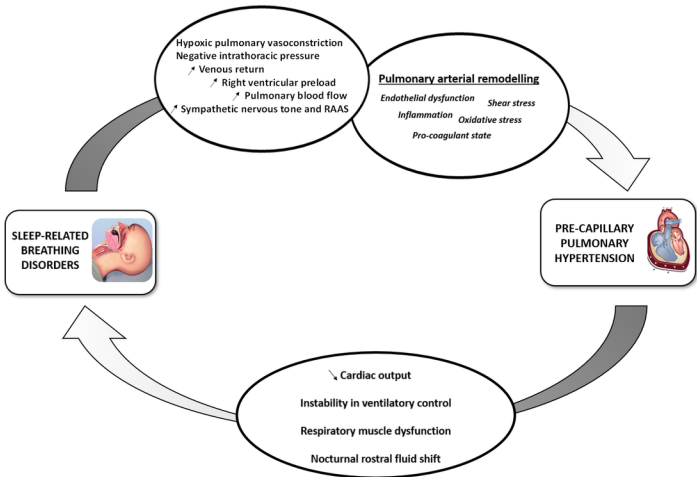 Hypoxic pulmonary vasoconstriction
Negative intrathoracic pressure
↗ Venous return
↗ Right ventricular preload
↗ Pulmonary blood flow
↗ Sympathetic nervous tone and RAAS
Pulmonary arterial remodelling
Endothelial dysfunction
Shear stress
Inflammation
Oxidative stress
Pro-coagulant state
SLEEP-RELATED
BREATHING
DISORDERS
PRE-CAPILLARY
PULMONARY
HYPERTENSION
↘ Cardiac output
Instability in ventilatory control
Respiratory muscle dysfunction
Nocturnal rostral fluid shift